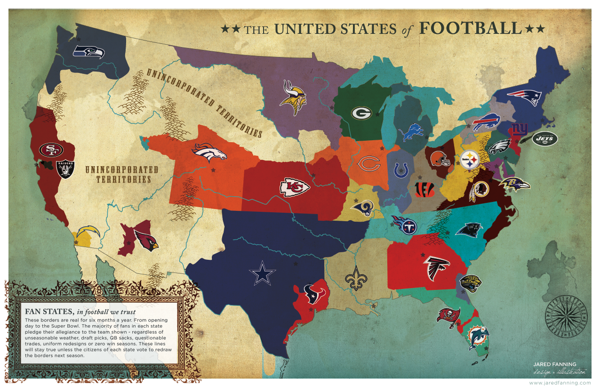 ★★ THE UNITED STATES of FOOTBALL ★★
UNINCORPORATED TERRITORIES
UNINCORPORATED
TERRITORIES
JETS
FAN STATES, in football we trust
These borders are real for six months a year. From opening
day to the Super Bowl. The majority of fans in each state
pledge their allegiance to the team shown - regardless of
unseasonable weather, draft picks, QB sacks, questionable
trades, uniform redesigns or zero win seasons. These lines
will stay true unless the citizens of each state vote to redraw
the borders next season.
JARED FANNING
design + illustration
www.jaredfanning.com